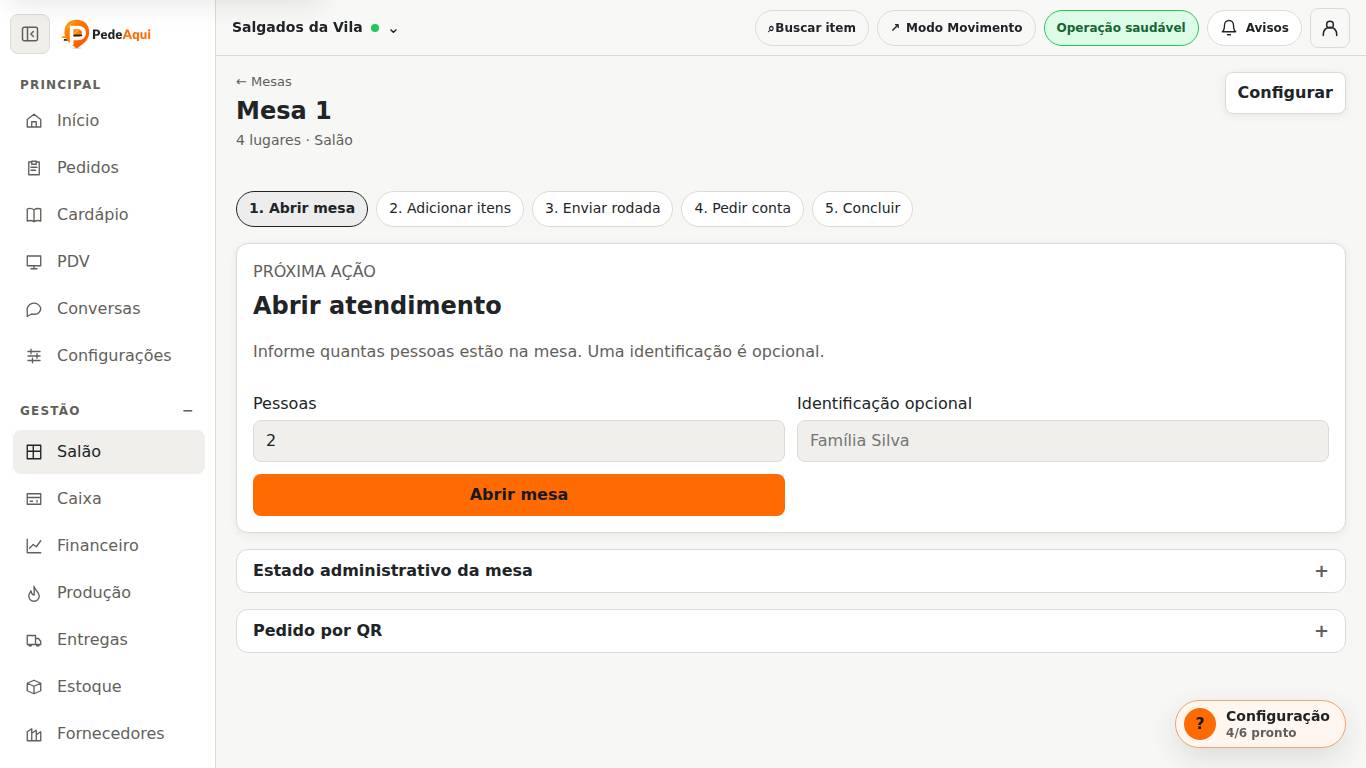 PedeAqui
PRINCIPAL
Início
Pedidos
Cardápio
PDV
Conversas
Configurações
GESTÃO
Salão
Caixa
Financeiro
Produção
Entregas
Estoque
Fornecedores
Salgados da Vila
Buscar item
↗ Modo Movimento
Operação saudável
Avisos
← Mesas
Mesa 1
4 lugares · Salão
Configurar
1. Abrir mesa
2. Adicionar itens
3. Enviar rodada
4. Pedir conta
5. Concluir
PRÓXIMA AÇÃO
Abrir atendimento
Informe quantas pessoas estão na mesa. Uma identificação é opcional.
Pessoas
2
Identificação opcional
Família Silva
Abrir mesa
Estado administrativo da mesa +
Pedido por QR +
? Configuração
4/6 pronto